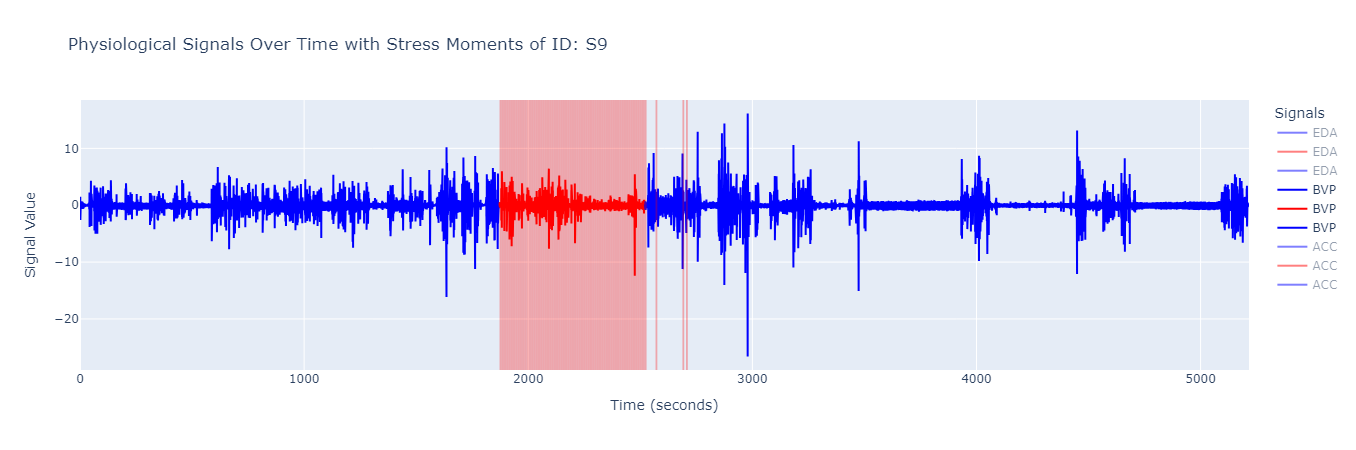 Physiological Signals Over Time with Stress Moments of ID: S9
Signals
EDA
EDA
EDA
BVP
BVP
BVP
ACC
ACC
ACC
Signal Value
10
0
−10
−20
0
1000
2000
3000
4000
5000
Time (seconds)